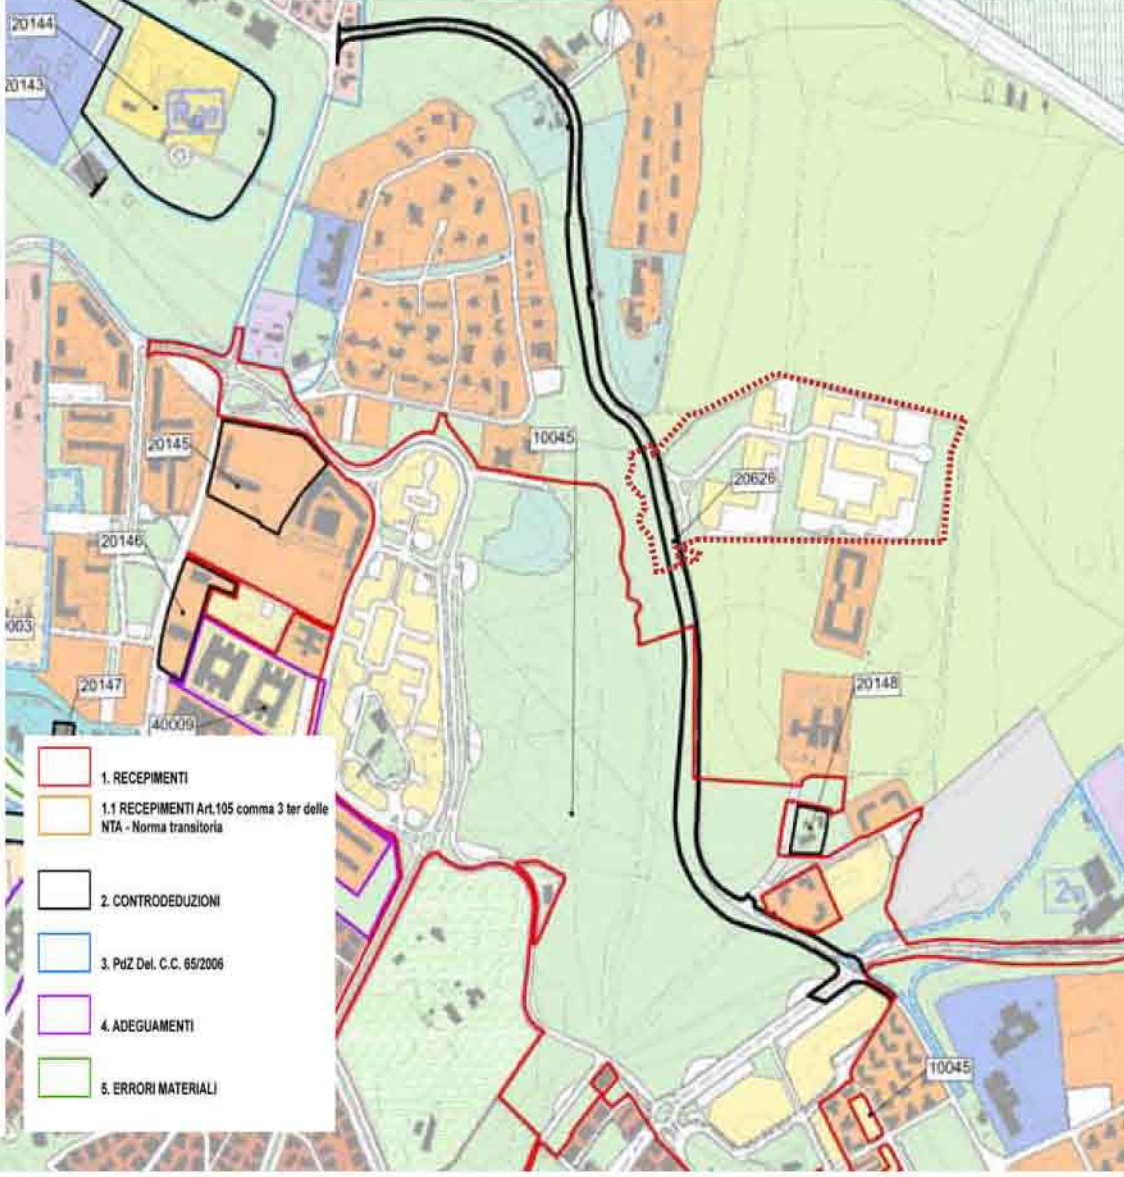 20144
20143
20145
10045
20626
20146
0003
20147
20148
40009
1. RECEPIMENTI
1.1 RECEPIMENTI Art.105 comma 3 ter delle
NTA - Norma transitoria
2. CONTRODEDUZIONI
3. PdZ Del. C.C. 65/2006
4. ADEGUAMENTI
5. ERRORI MATERIALI
10045